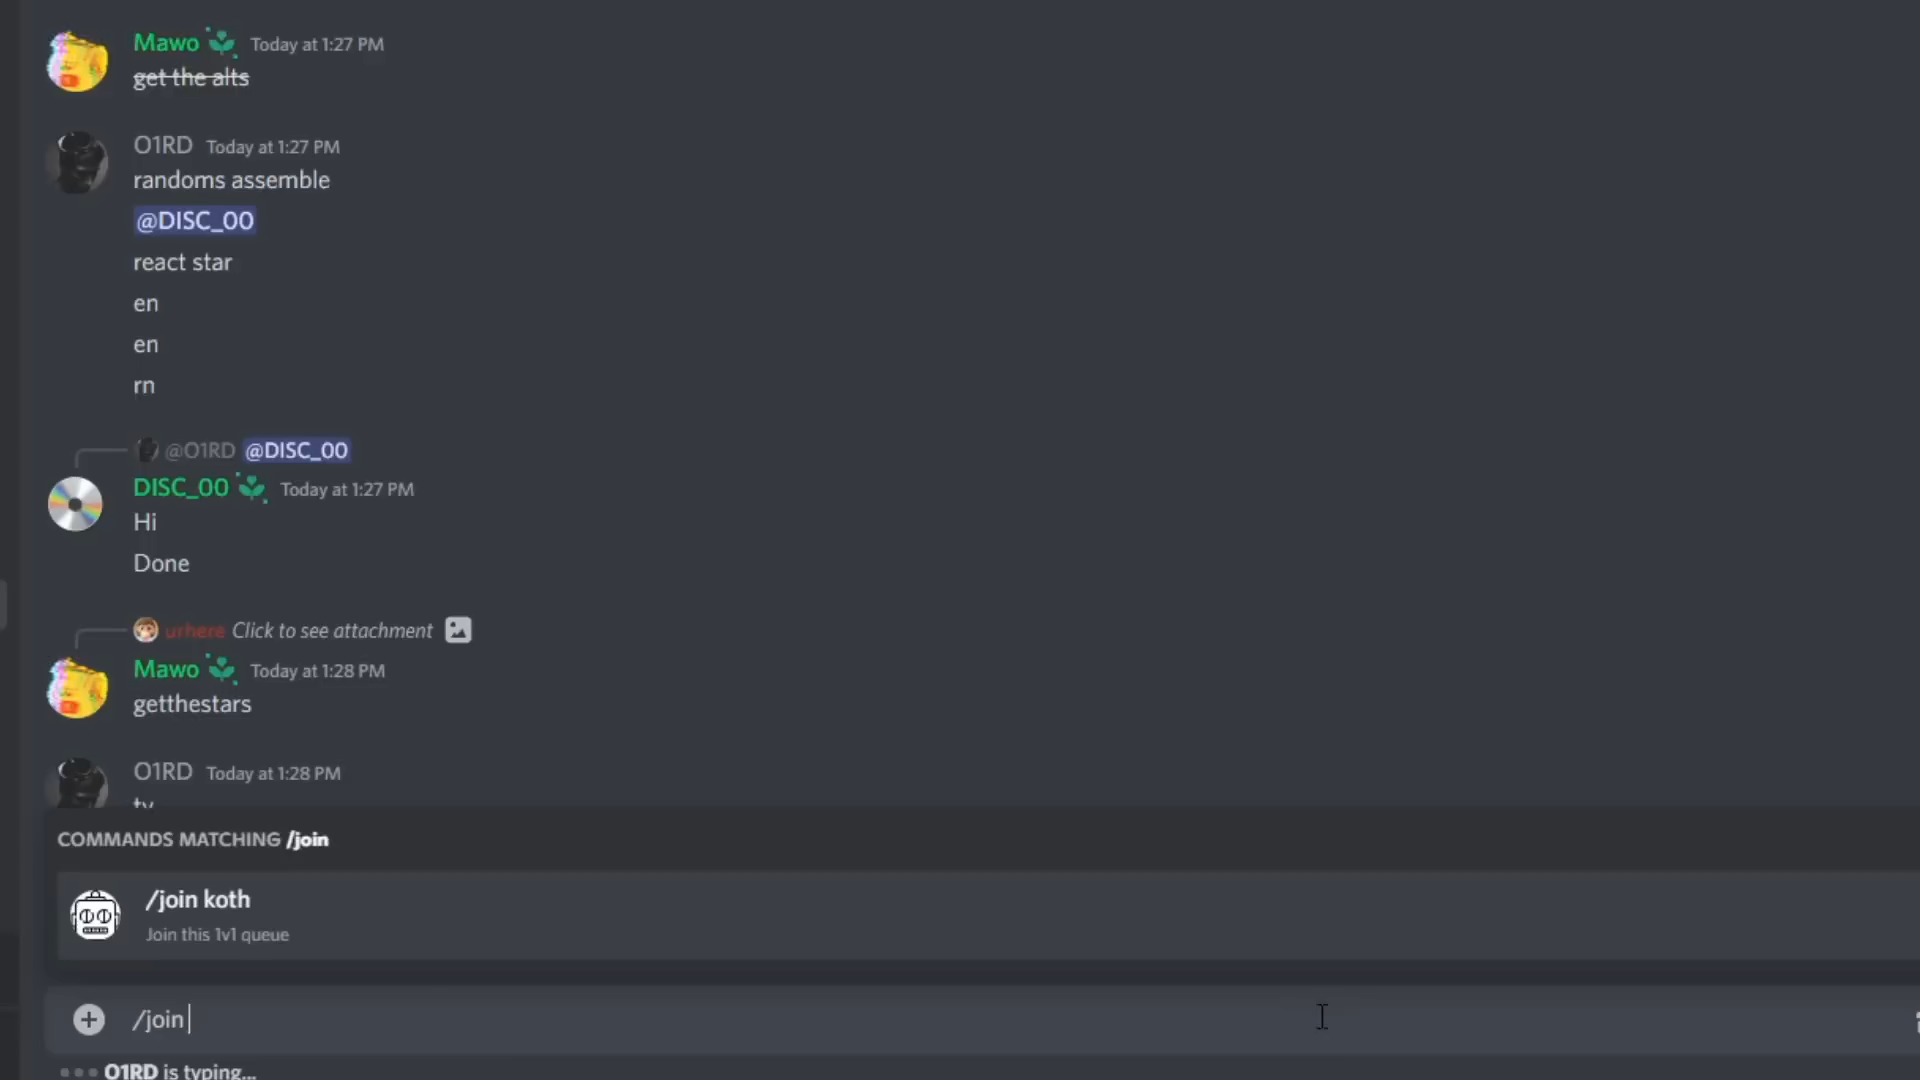 Mawo Today at 1:27 PM
get the alts
O1RD Today at 1:27 PM
randoms assemble
@DISC_00
react star
en
en
rn
@O1RD @DISC_00
DISC_00 Today at 1:27 PM
Hi
Done
urhere Click to see attachment
Mawo Today at 1:28 PM
getthestars
O1RD Today at 1:28 PM
ty
COMMANDS MATCHING /join
/join koth
Join this 1v1 queue
/join
O1RD is typing...